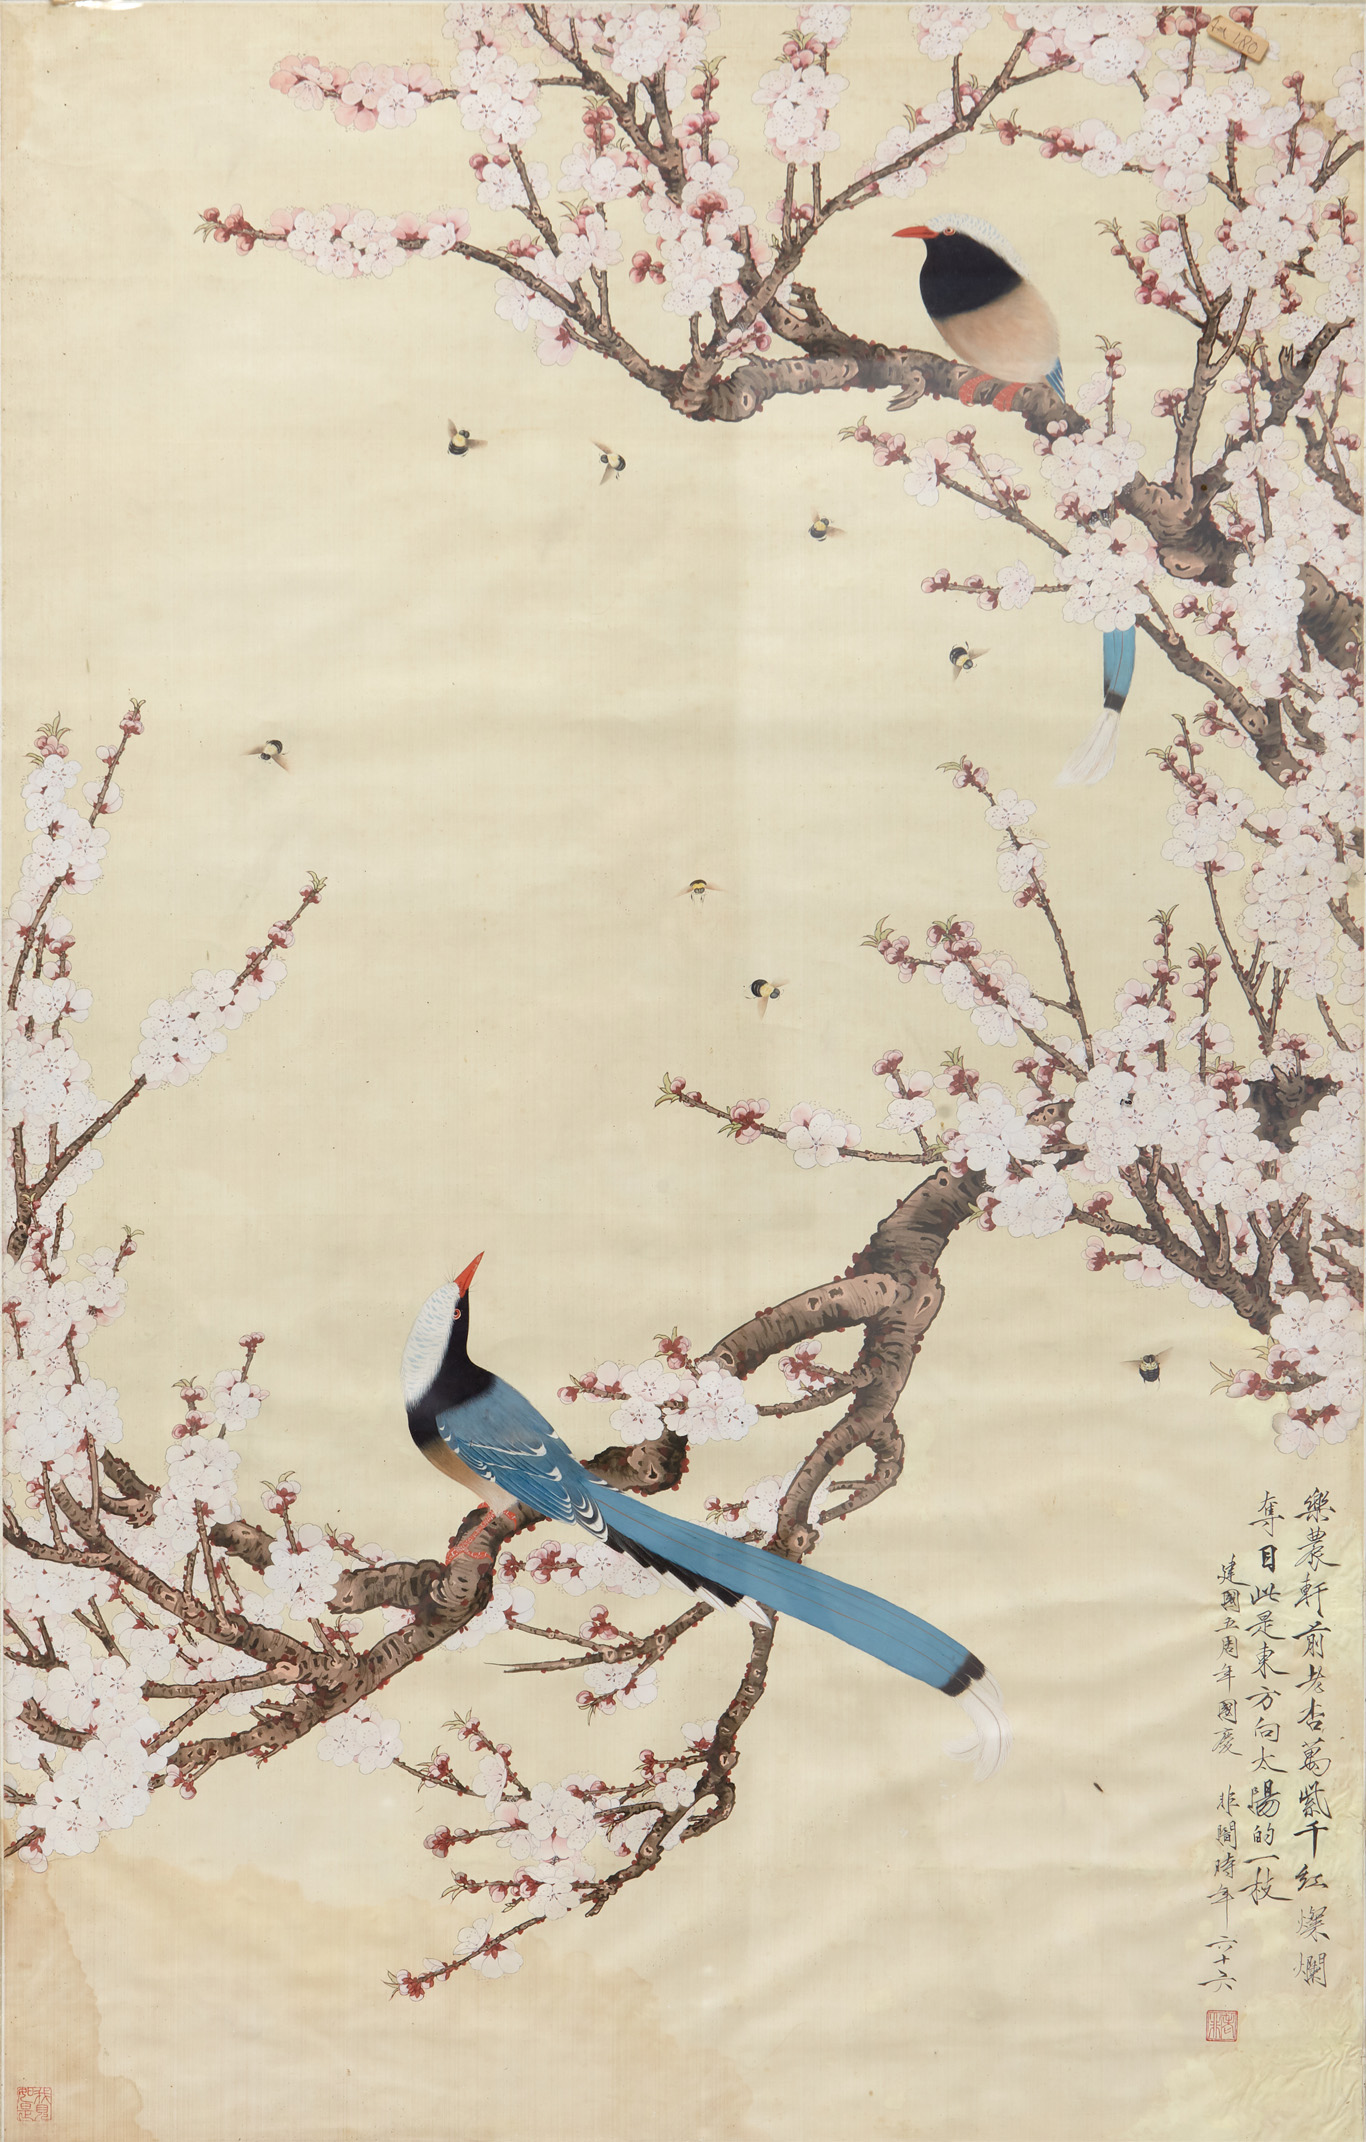 樂農軒前老杏萬紫千紅燦爛
奪目此是東方向太陽的一枝
建國五周年國慶 非闇時年六十六
180